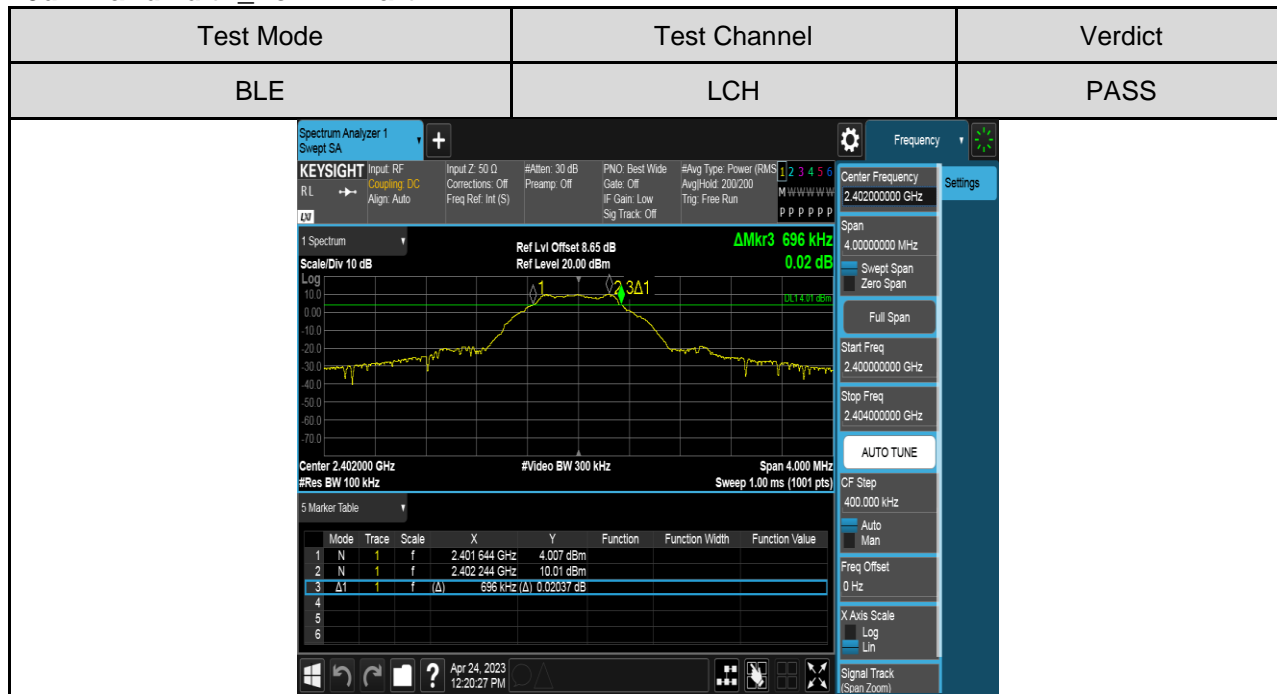 Test Mode Test Channel Verdict
BLE LCH PASS
Spectrum Analyzer 1
Swept SA
+
Frequency
KEYSIGHT
RL
LXI
Input: RF
Coupling: DC
Align: Auto
Input Z: 50 Ω
Corrections: Off
Freq Ref: Int (S)
#Atten: 30 dB
Preamp: Off
PNO: Best Wide
Gate: Off
IF Gain: Low
Sig Track: Off
#Avg Type: Power (RMS
Avg|Hold: 200/200
Trig: Free Run
1 2 3 4 5 6
M W W W W W
P P P P P P
1 Spectrum
Scale/Div 10 dB
Ref Lvl Offset 8.65 dB
Ref Level 20.00 dBm
ΔMkr3 696 kHz
0.02 dB
Log
10.0
0.00
-10.0
-20.0
-30.0
-40.0
-50.0
-60.0
-70.0
1
2
3Δ1
DL1 4.01 dBm
Center 2.402000 GHz
#Res BW 100 kHz
#Video BW 300 kHz
Span 4.000 MHz
Sweep 1.00 ms (1001 pts)
5 Marker Table
Mode Trace Scale X Y Function Function Width Function Value
1 N 1 f 2.401 644 GHz 4.007 dBm
2 N 1 f 2.402 244 GHz 10.01 dBm
3 Δ1 1 f (Δ) 696 kHz (Δ) 0.02037 dB
4
5
6
?
Apr 24, 2023
12:20:27 PM
Center Frequency
2.402000000 GHz
Settings
Span
4.00000000 MHz
Swept Span
Zero Span
Full Span
Start Freq
2.400000000 GHz
Stop Freq
2.404000000 GHz
AUTO TUNE
CF Step
400.000 kHz
Auto
Man
Freq Offset
0 Hz
X Axis Scale
Log
Lin
Signal Track
(Span Zoom)